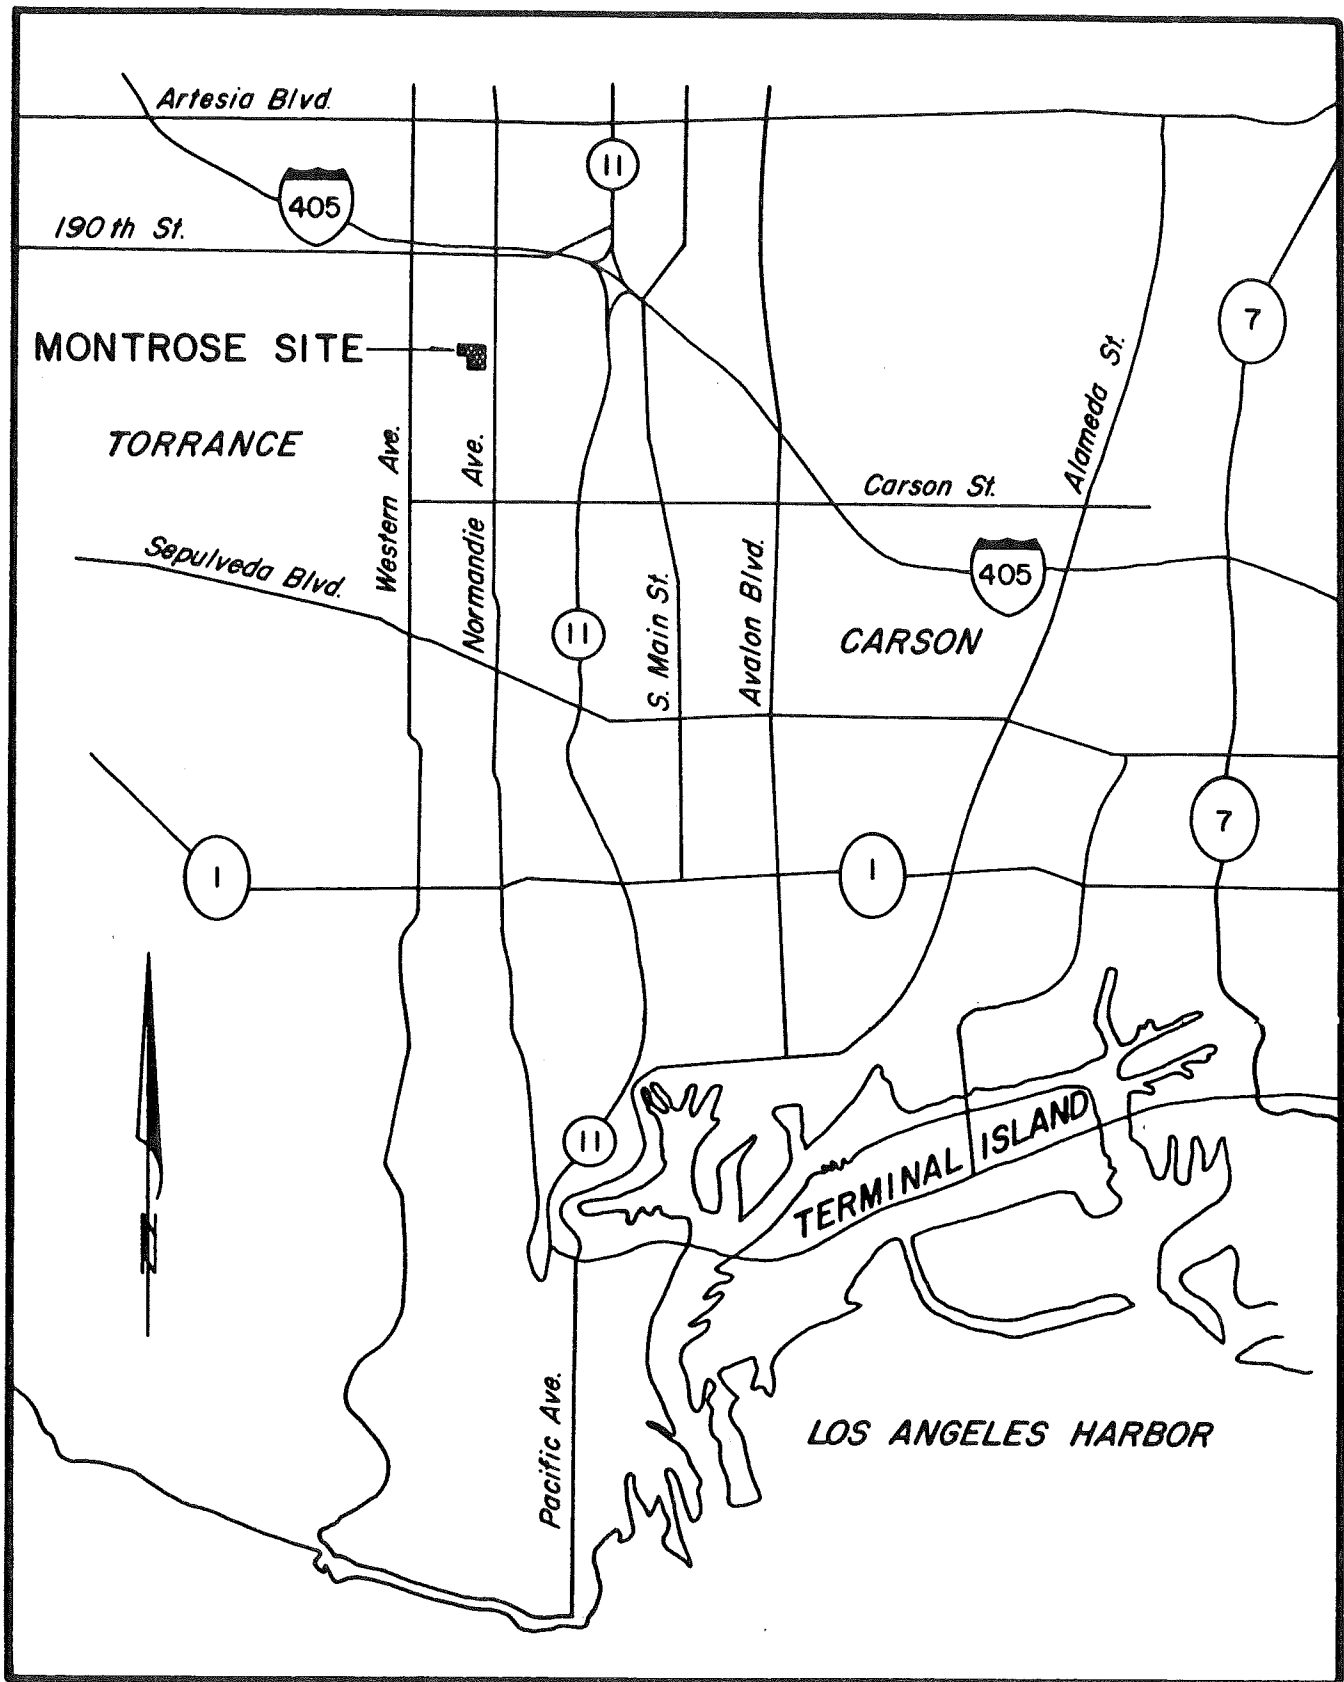 Artesia Blvd.
11
405
190th St.
7
MONTROSE SITE
Alameda St.
TORRANCE
Western Ave.
Normandie Ave.
Carson St.
Sepulveda Blvd.
405
S. Main St.
Avalon Blvd.
11
CARSON
7
1
1
11
TERMINAL ISLAND
N
Pacific Ave.
LOS ANGELES HARBOR